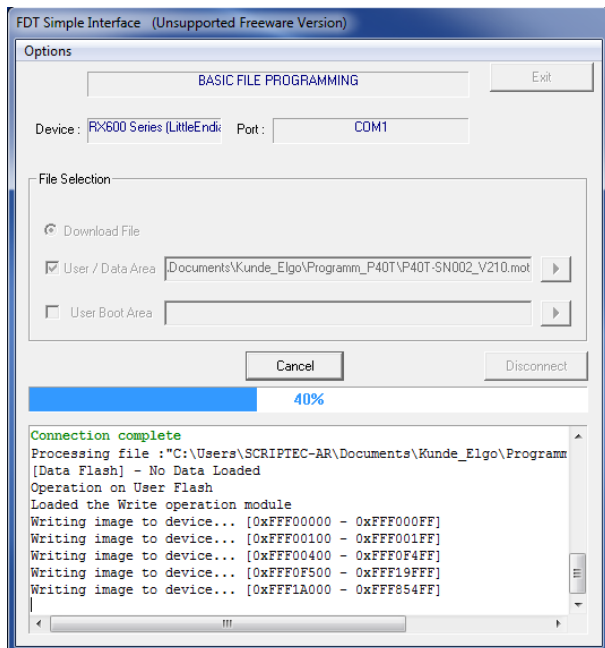 FDT Simple Interface (Unsupported Freeware Version)
Options
BASIC FILE PROGRAMMING
Exit
Device : RX600 Series (LittleEndia Port : COM1
File Selection
Download File
User / Data Area .Documents\Kunde_Elgo\Programm_P40T\P40T-SN002_V210.mot
User Boot Area
Cancel
Disconnect
40%
Connection complete
Processing file :"C:\Users\SCRIPTEC-AR\Documents\Kunde_Elgo\Programm
[Data Flash] - No Data Loaded
Operation on User Flash
Loaded the Write operation module
Writing image to device... [0xFFF00000 - 0xFFF000FF]
Writing image to device... [0xFFF00100 - 0xFFF001FF]
Writing image to device... [0xFFF00400 - 0xFFF0F4FF]
Writing image to device... [0xFFF0F500 - 0xFFF19FFF]
Writing image to device... [0xFFF1A000 - 0xFFF854FF]